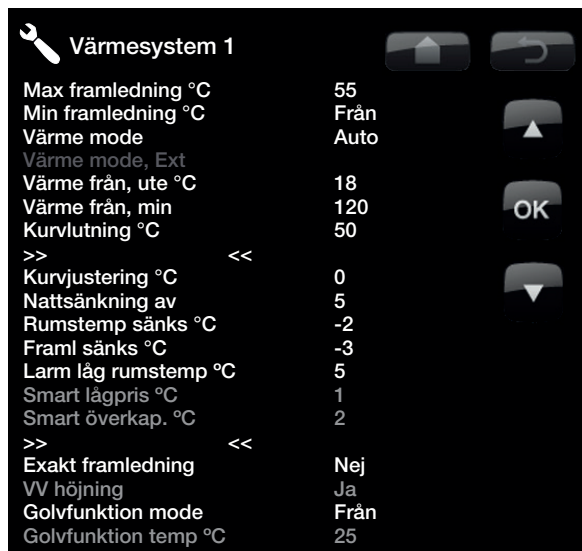 Värmesystem 1
Max framledning °C 55
Min framledning °C Från
Värme mode Auto
Värme mode, Ext
Värme från, ute °C 18
Värme från, min 120
OK
Kurvlutning °C 50
>> <<
Kurvjustering °C 0
Nattsänkning av 5
Rumstemp sänks °C -2
Framl sänks °C -3
Larm låg rumstemp ºC 5
Smart lågpris ºC 1
Smart överkap. ºC 2
>> <<
Exakt framledning Nej
VV höjning Ja
Golvfunktion mode Från
Golvfunktion temp ºC 25